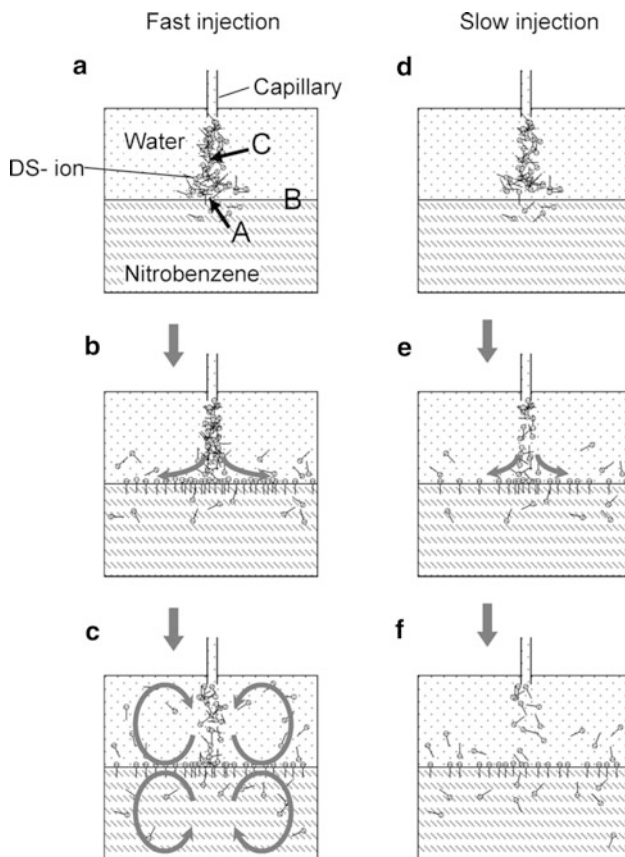 Fast injection
Slow injection
a
d
Capillary
Water
C
DS- ion
B
A
Nitrobenzene
b
e
c
f